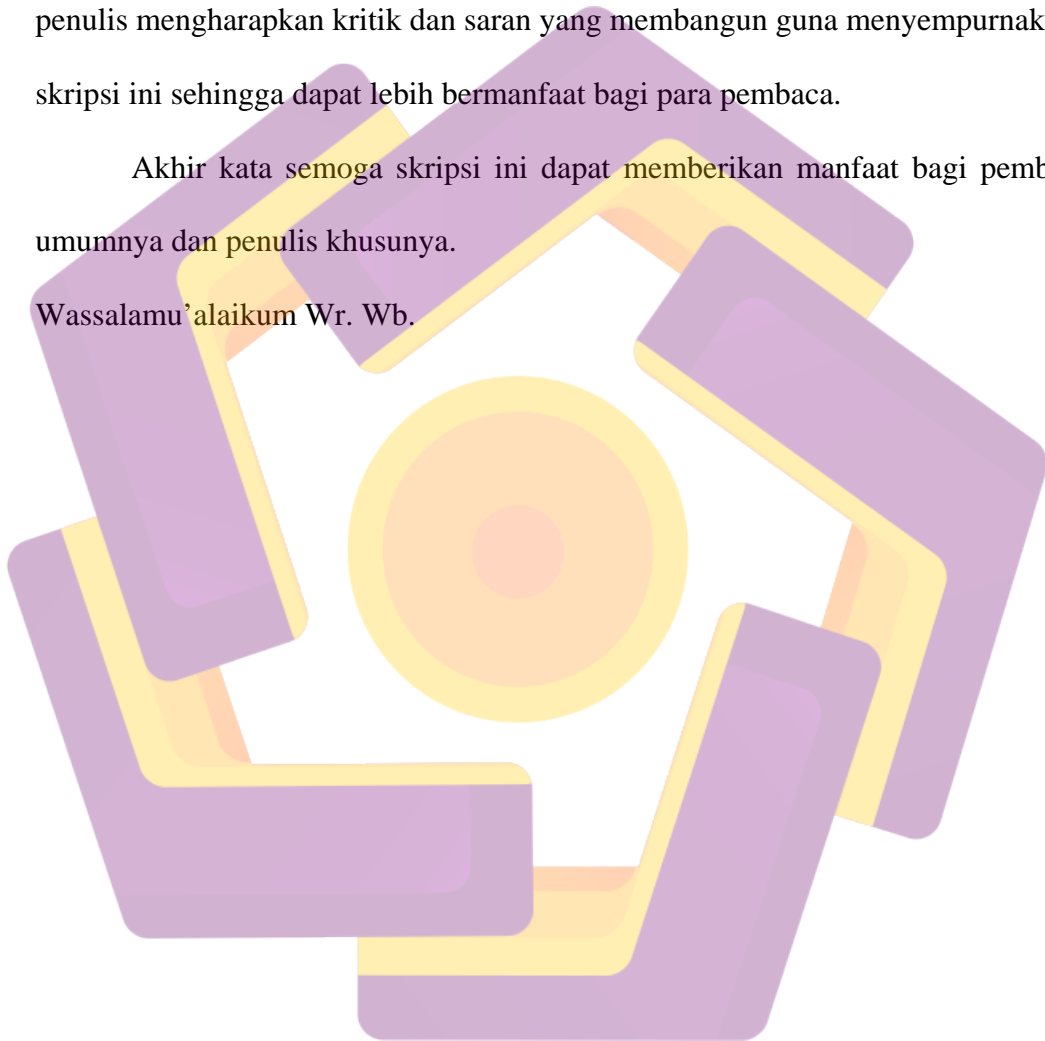 penulis mengharapkan kritik dan saran yang membangun guna menyempurnak
skripsi ini sehingga dapat lebih bermanfaat bagi para pembaca.
Akhir kata semoga skripsi ini dapat memberikan manfaat bagi pemb
umumnya dan penulis khusunya.
Wassalamu’alaikum Wr. Wb.